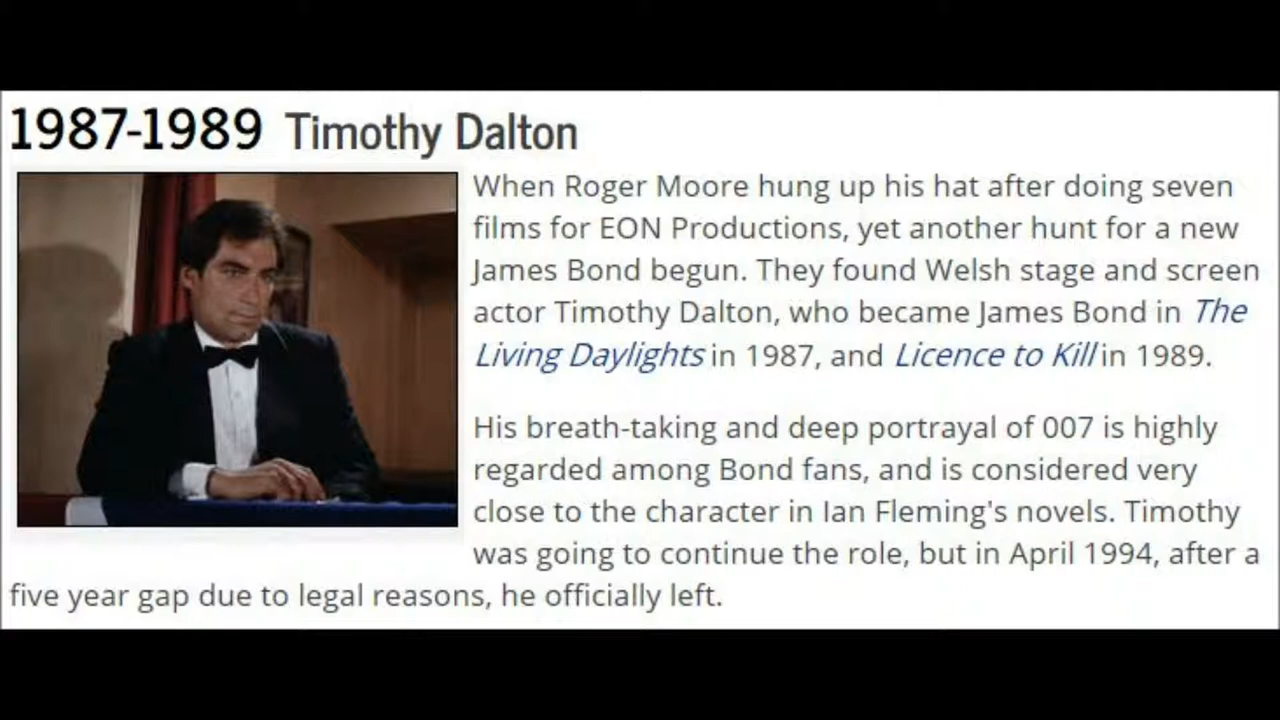 1987-1989 Timothy Dalton
When Roger Moore hung up his hat after doing seven
films for EON Productions, yet another hunt for a new
James Bond begun. They found Welsh stage and screen
actor Timothy Dalton, who became James Bond in The
Living Daylights in 1987, and Licence to Kill in 1989.
His breath-taking and deep portrayal of 007 is highly
regarded among Bond fans, and is considered very
close to the character in Ian Fleming's novels. Timothy
was going to continue the role, but in April 1994, after a
five year gap due to legal reasons, he officially left.